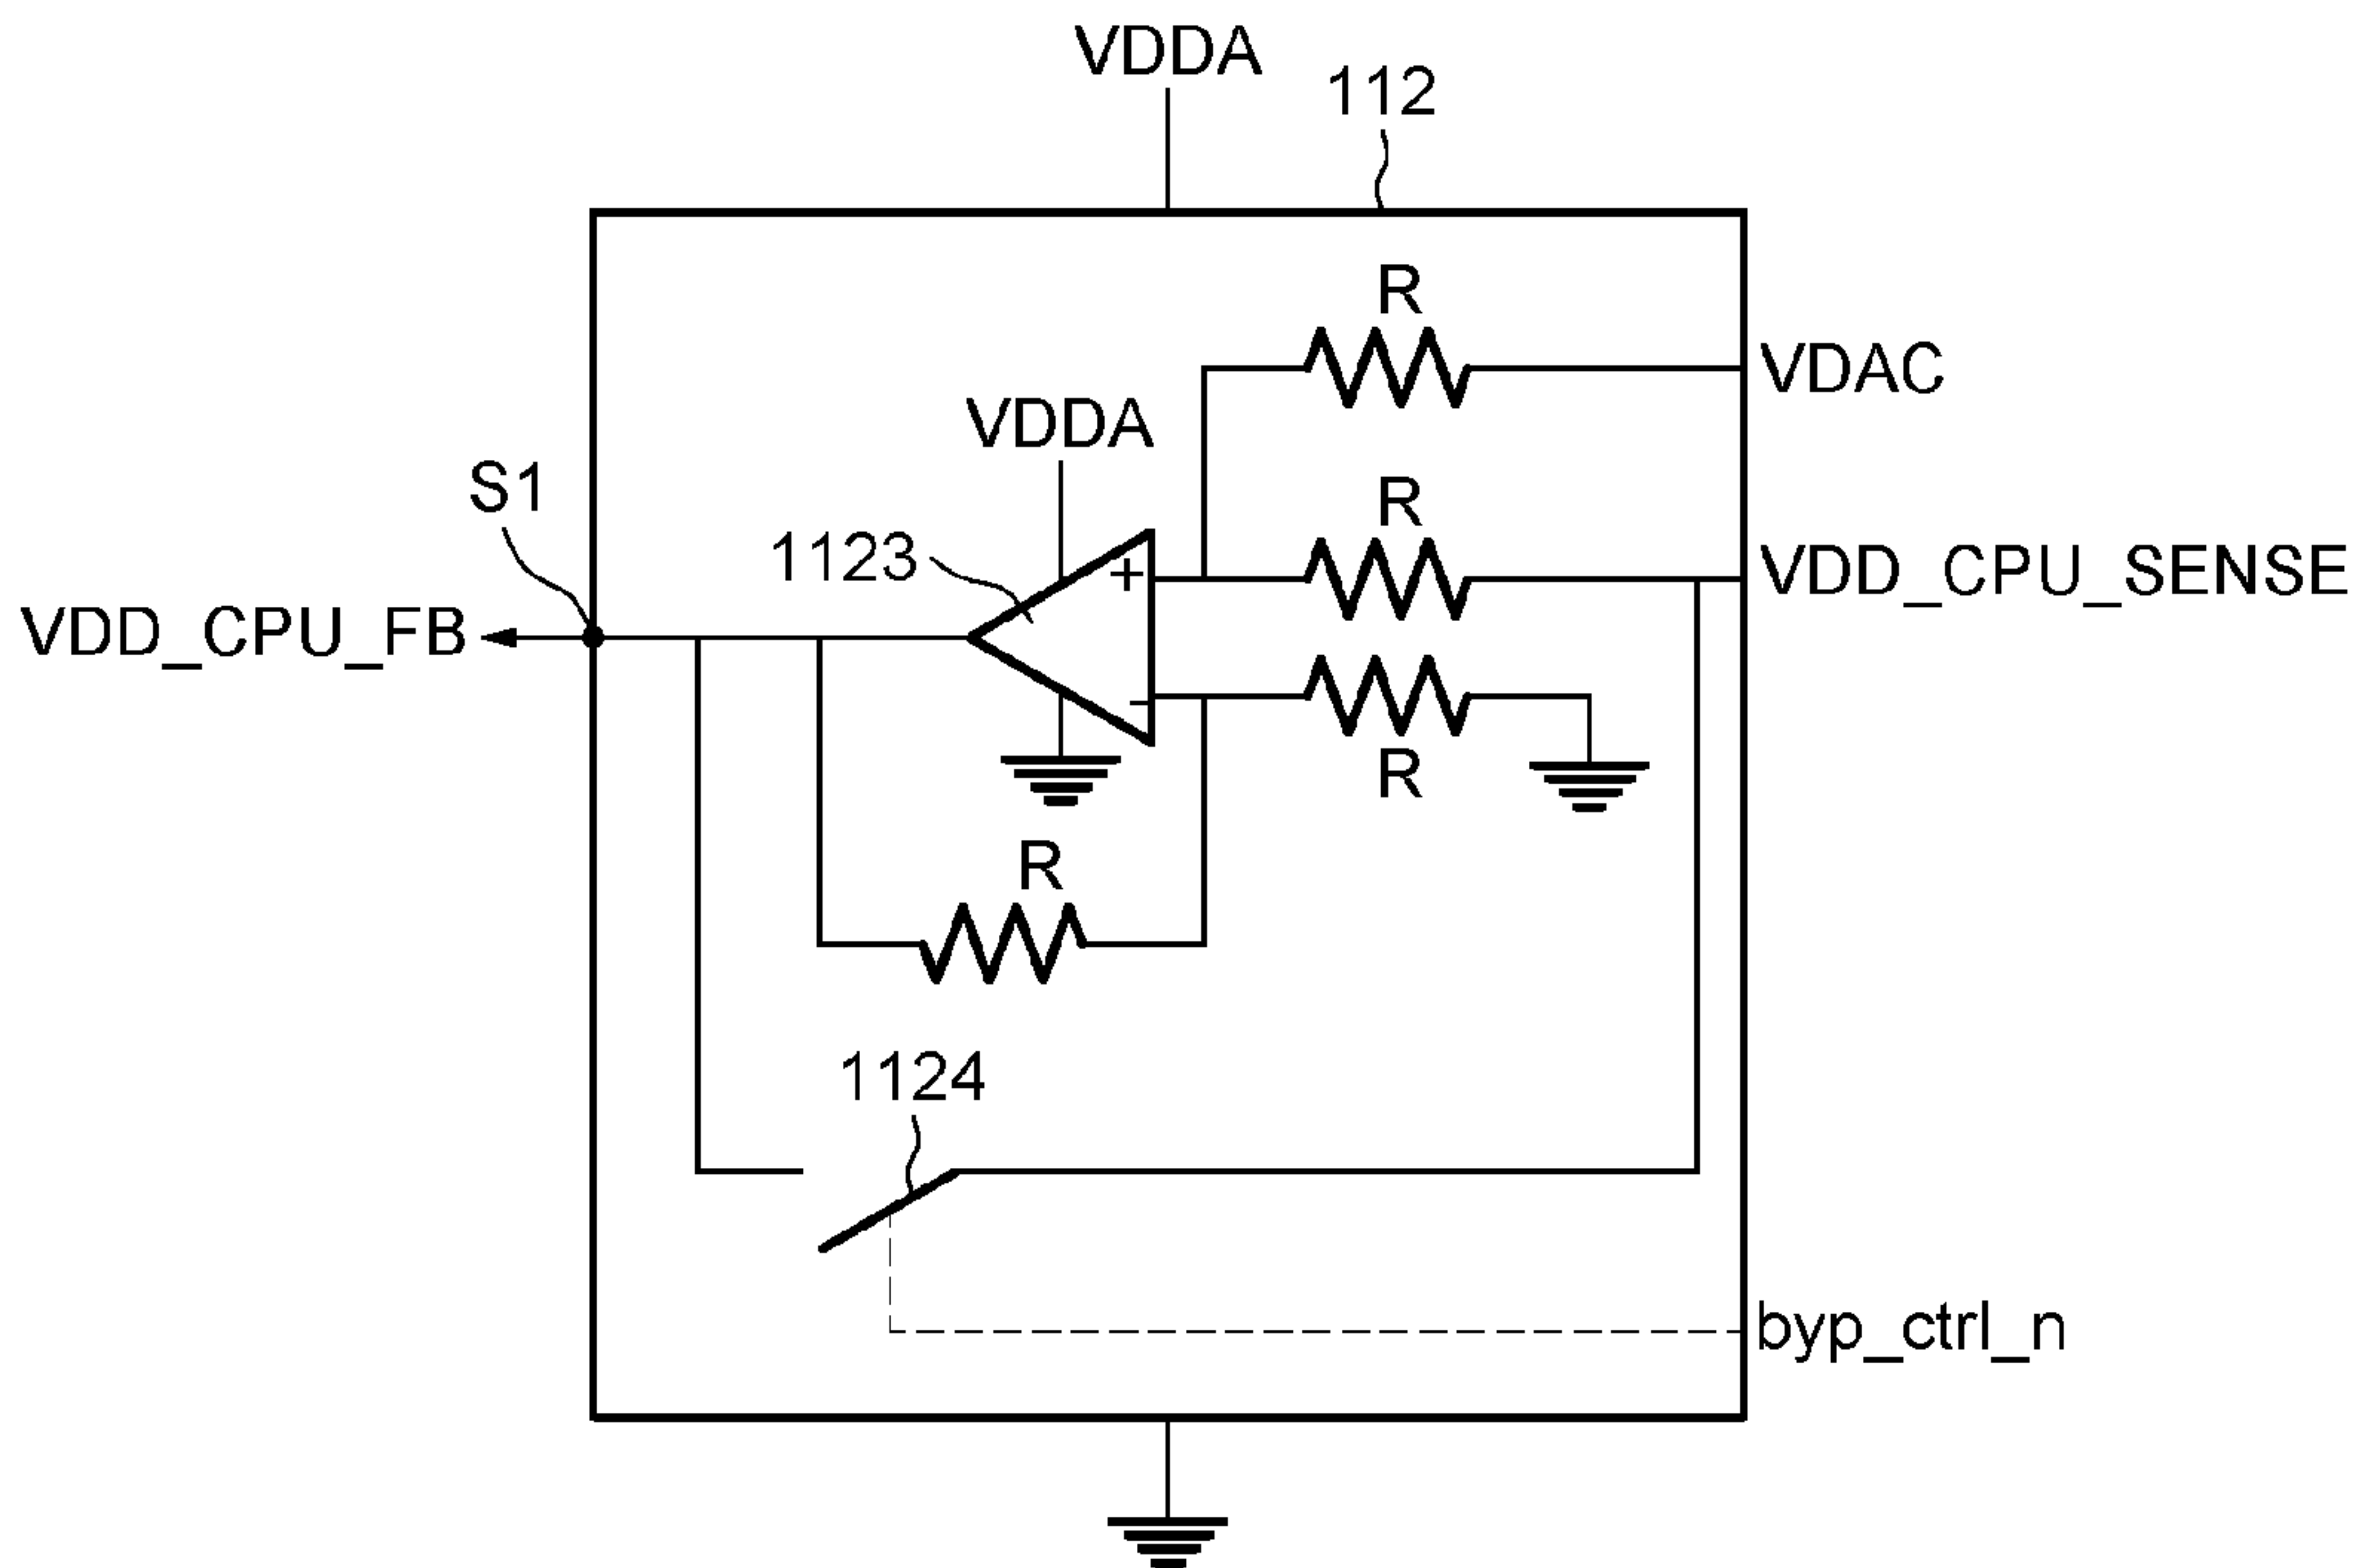 VDDA
112
R
VDAC
VDDA
S1
R
1123
+
VDD_CPU_SENSE
VDD_CPU_FB
-
R
R
1124
byp_ctrl_n